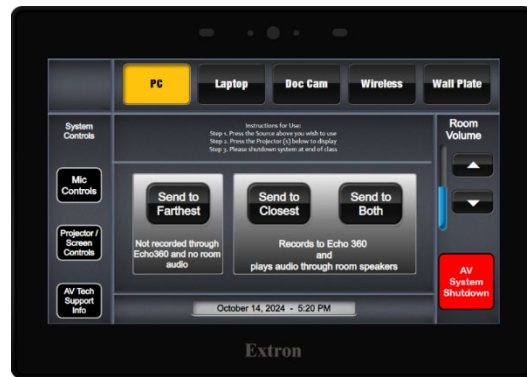 PC
Laptop
Doc Cam
Wireless
Wall Plate
System
Controls
Instructions for Use:
Step 1. Press the Source above you wish to use
Step 2. Press the Projector (s) below to display
Step 3. Please shutdown system at end of class
Room
Volume
Mic
Controls
Projector /
Screen
Controls
AV Tech
Support
Info
Send to
Farthest
Not recorded through
Echo360 and no room
audio
Send to
Closest
Send to
Both
Records to Echo 360
and
plays audio through room speakers
AV
System
Shutdown
October 14, 2024 - 5:20 PM
Extron